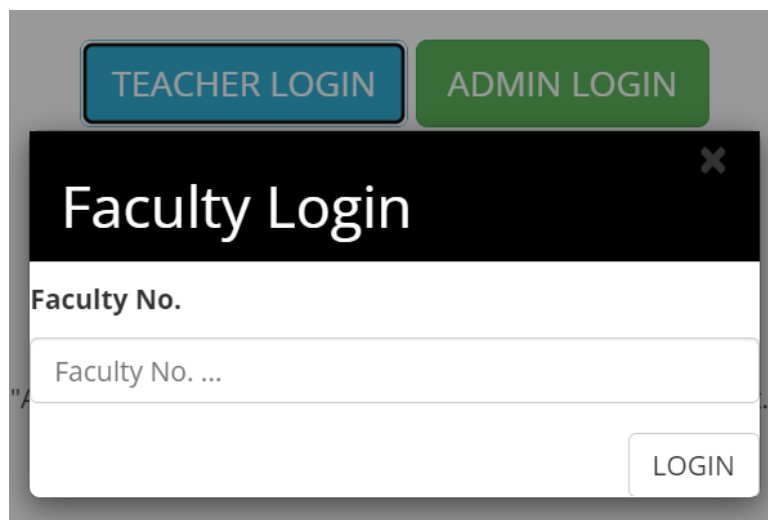 TEACHER LOGIN ADMIN LOGIN
Faculty Login
Faculty No.
Faculty No. ...
LOGIN